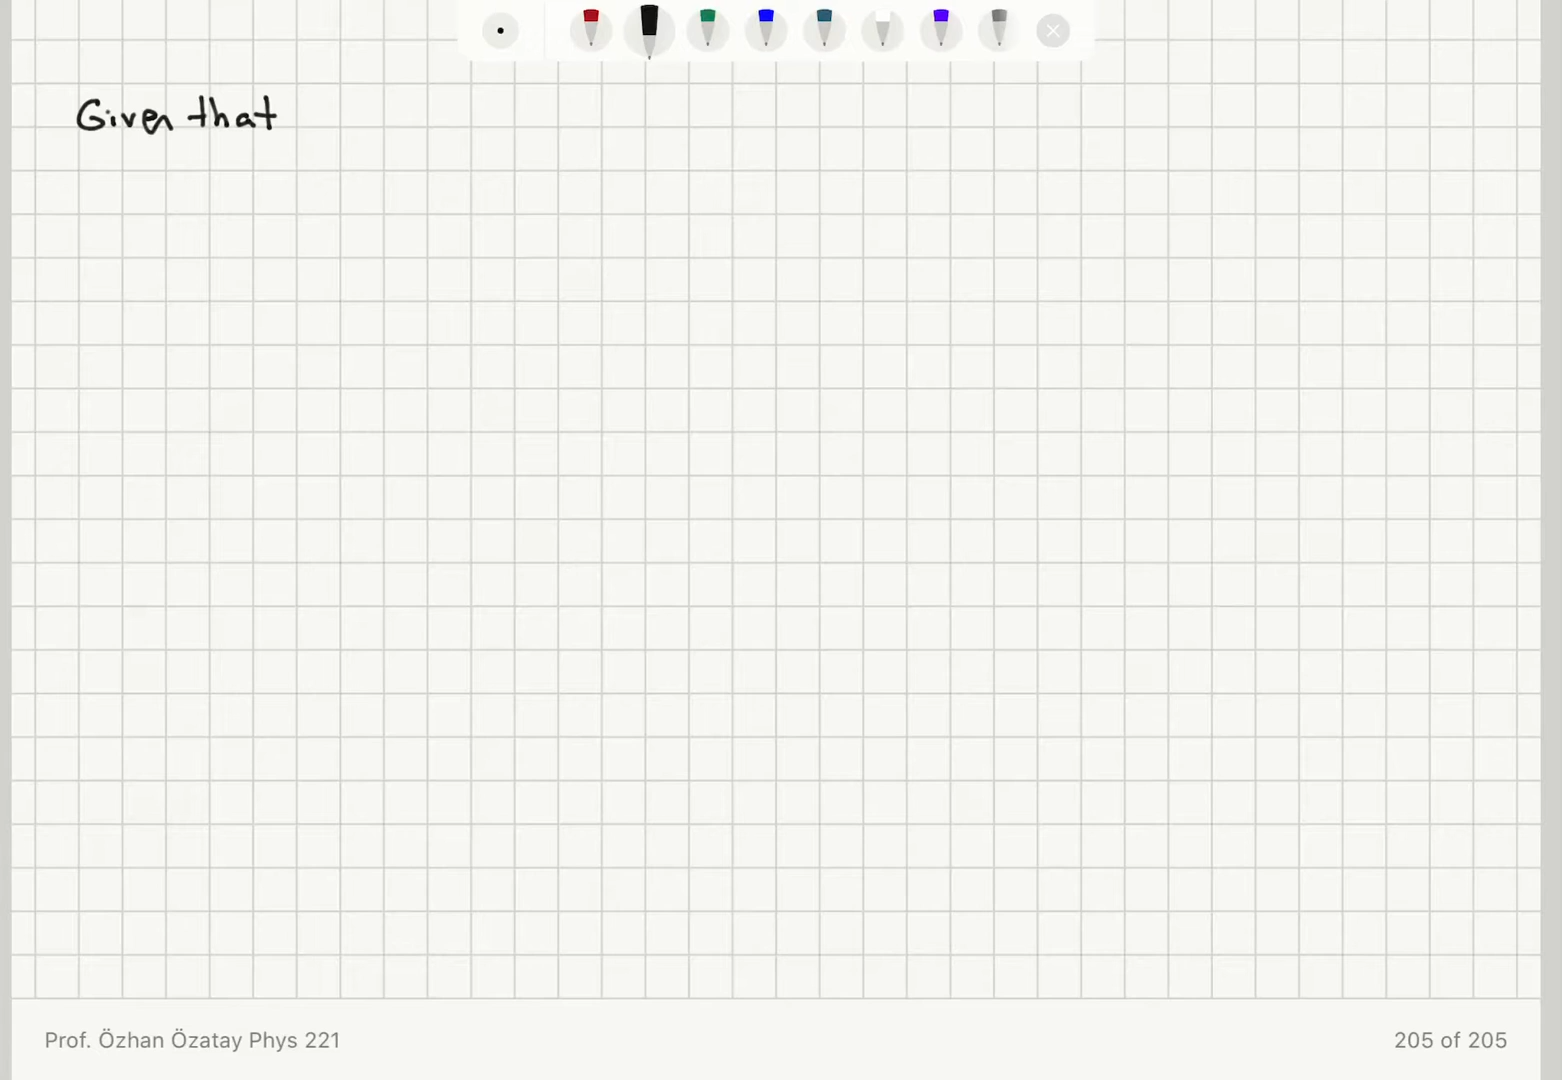 Given that
Prof. Özhan Özatay Phys 221
205 of 205